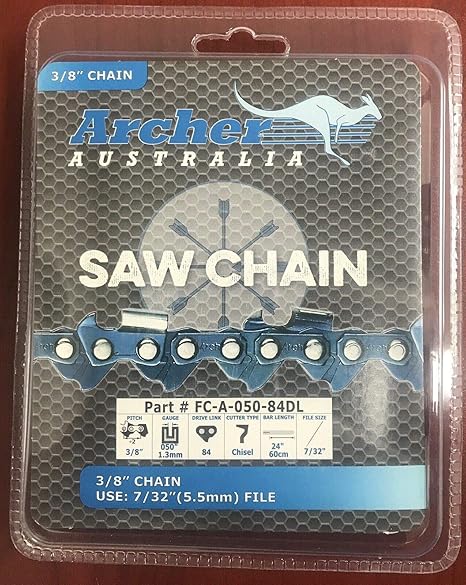 3/8" CHAIN
Archer
AUSTRALIA
SAW CHAIN
Archer
Part # FC-A-050-84DL
PITCH GAUGE DRIVE LINK CUTTER TYPE BAR LENGTH FILE SIZE
÷2
3/8" .050" 1.3mm 84 Chisel 24" 60cm 7/32"
3/8" CHAIN
USE: 7/32"(5.5mm) FILE